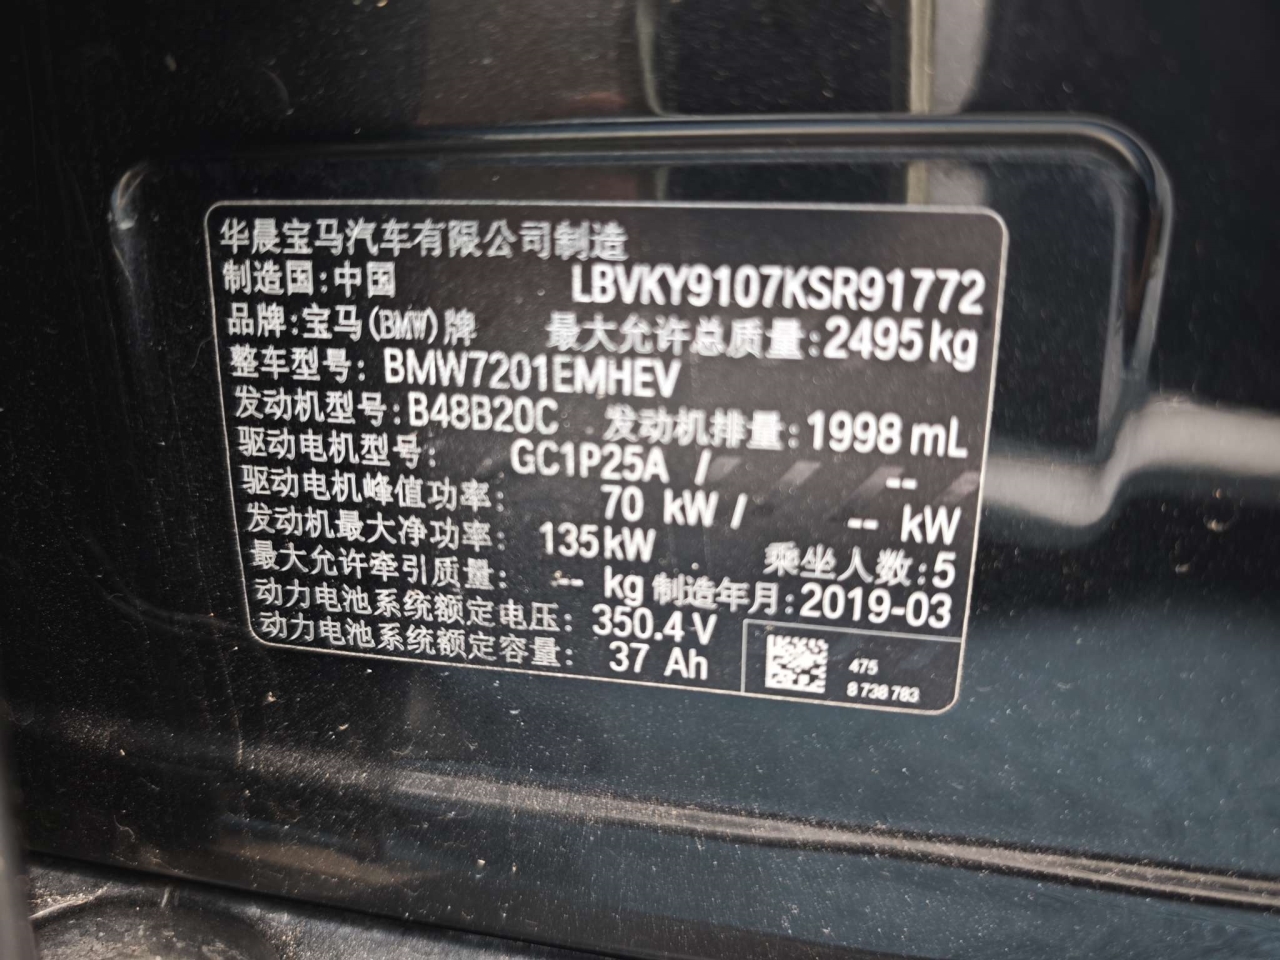 华晨宝马汽车有限公司制造
制造国:中国 LBVKY9107KSR91772
品牌:宝马(BMW)牌 最大允许总质量:2495kg
整车型号: BMW7201EMHEV
发动机型号:B48B20C 发动机排量:1998 mL
驱动电机型号: GC1P25A / --
驱动电机峰值功率: 70 kW / -- kW
发动机最大净功率: 135kW 乘坐人数:5
最大允许牵引质量: -- kg 制造年月:2019-03
动力电池系统额定电压: 350.4 V
动力电池系统额定容量: 37 Ah
475
8 738 783